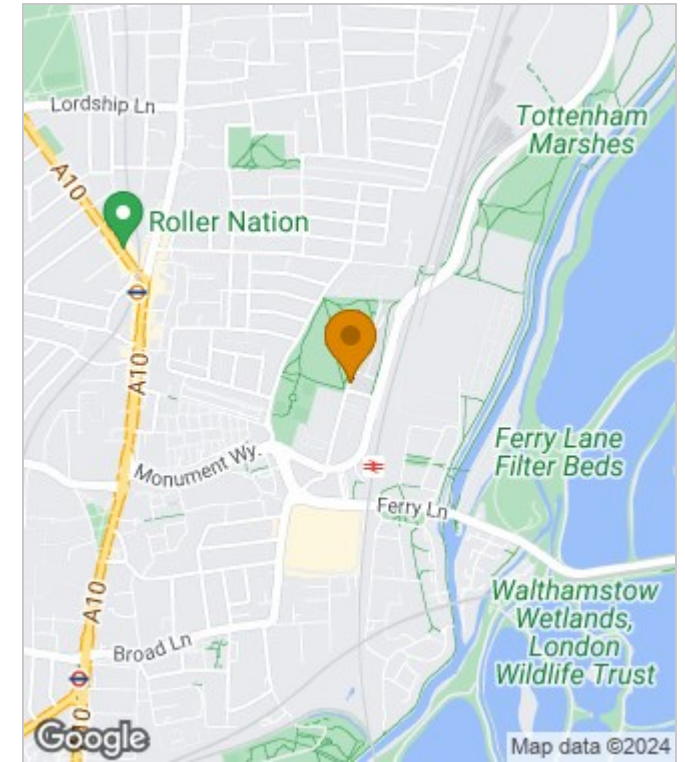 Lordship Ln
Tottenham
Marshes
A10
Roller Nation
A10
Monument Wy.
Ferry Lane
Filter Beds
Ferry Ln
A10
Broad Ln
Walthamstow
Wetlands,
London
Wildlife Trust
A10
Google
Map data ©2024